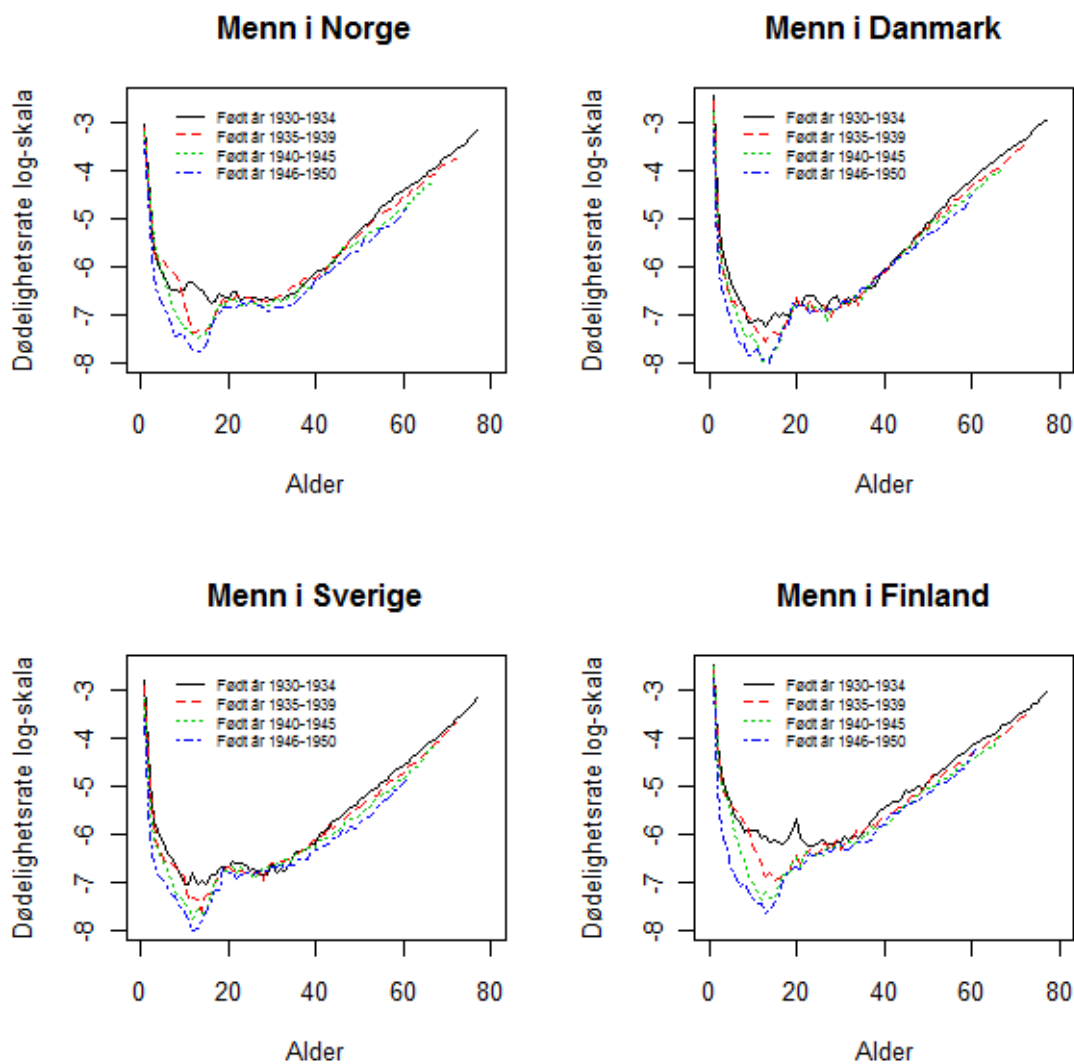 Menn i Norge
Dødelighetsrate log-skala
-3
-4
-5
-6
-7
-8
Født år 1930-1934
Født år 1935-1939
Født år 1940-1945
Født år 1946-1950
0 20 40 60 80
Alder
Menn i Danmark
Dødelighetsrate log-skala
-3
-4
-5
-6
-7
-8
Født år 1930-1934
Født år 1935-1939
Født år 1940-1945
Født år 1946-1950
0 20 40 60 80
Alder
Menn i Sverige
Dødelighetsrate log-skala
-3
-4
-5
-6
-7
-8
Født år 1930-1934
Født år 1935-1939
Født år 1940-1945
Født år 1946-1950
0 20 40 60 80
Alder
Menn i Finland
Dødelighetsrate log-skala
-3
-4
-5
-6
-7
-8
Født år 1930-1934
Født år 1935-1939
Født år 1940-1945
Født år 1946-1950
0 20 40 60 80
Alder